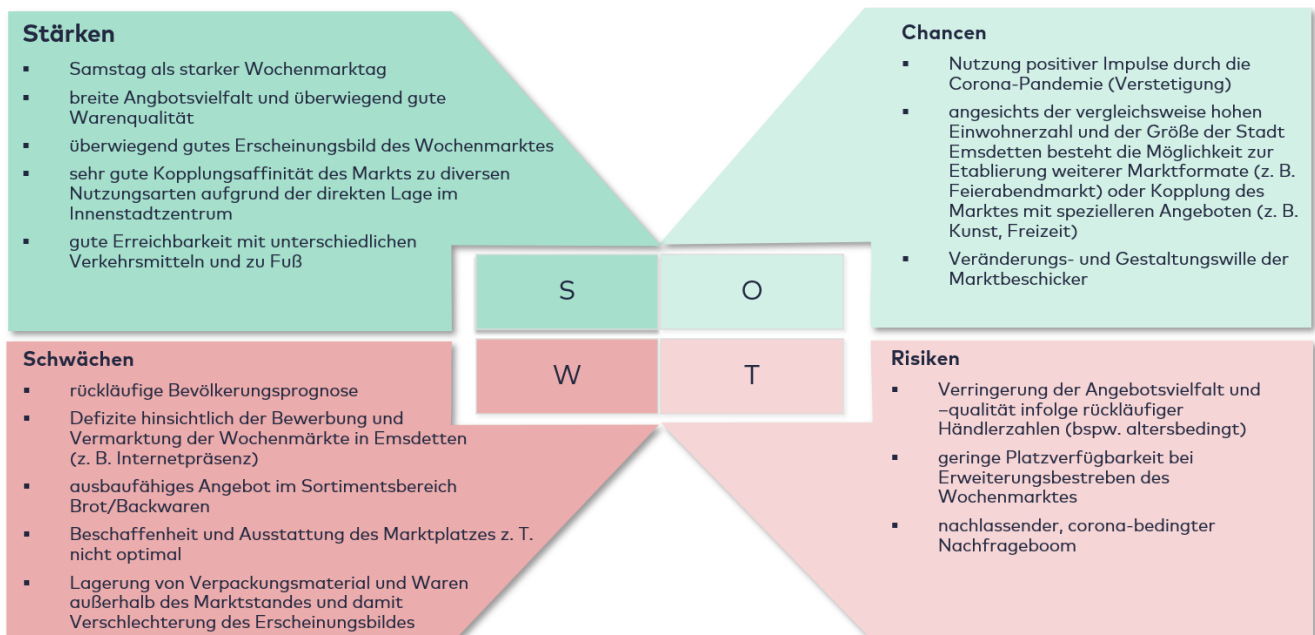 Stärken
▪ Samstag als starker Wochenmarktag
▪ breite Angbotsvielfalt und überwiegend gute
Warenqualität
▪ überwiegend gutes Erscheinungsbild des Wochenmarktes
▪ sehr gute Kopplungsaffinität des Markts zu diversen
Nutzungsarten aufgrund der direkten Lage im
Innenstadtzentrum
▪ gute Erreichbarkeit mit unterschiedlichen
Verkehrsmitteln und zu Fuß
Chancen
▪ Nutzung positiver Impulse durch die
Corona-Pandemie (Verstetigung)
▪ angesichts der vergleichsweise hohen
Einwohnerzahl und der Größe der Stadt
Emsdetten besteht die Möglichkeit zur
Etablierung weiterer Marktformate (z. B.
Feierabendmarkt) oder Kopplung des
Marktes mit spezielleren Angeboten (z. B.
Kunst, Freizeit)
▪ Veränderungs- und Gestaltungswille der
Marktbeschicker
S
O
W
T
Schwächen
▪ rückläufige Bevölkerungsprognose
▪ Defizite hinsichtlich der Bewerbung und
Vermarktung der Wochenmärkte in Emsdetten
(z. B. Internetpräsenz)
▪ ausbaufähiges Angebot im Sortimentsbereich
Brot/Backwaren
▪ Beschaffenheit und Ausstattung des Marktplatzes z. T.
nicht optimal
▪ Lagerung von Verpackungsmaterial und Waren
außerhalb des Marktstandes und damit
Verschlechterung des Erscheinungsbildes
Risiken
▪ Verringerung der Angebotsvielfalt und
–qualität infolge rückläufiger
Händlerzahlen (bspw. altersbedingt)
▪ geringe Platzverfügbarkeit bei
Erweiterungsbestreben des
Wochenmarktes
▪ nachlassender, corona-bedingter
Nachfrageboom